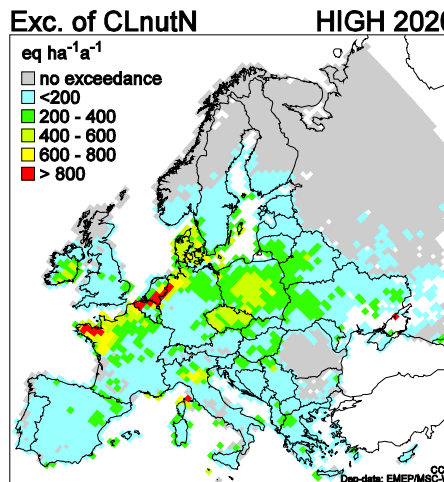 Exc. of CLnutN HIGH 2020
eq ha⁻¹a⁻¹
no exceedance
<200
200 - 400
400 - 600
600 - 800
> 800
CC
Dep-data: EMEP/MSC-